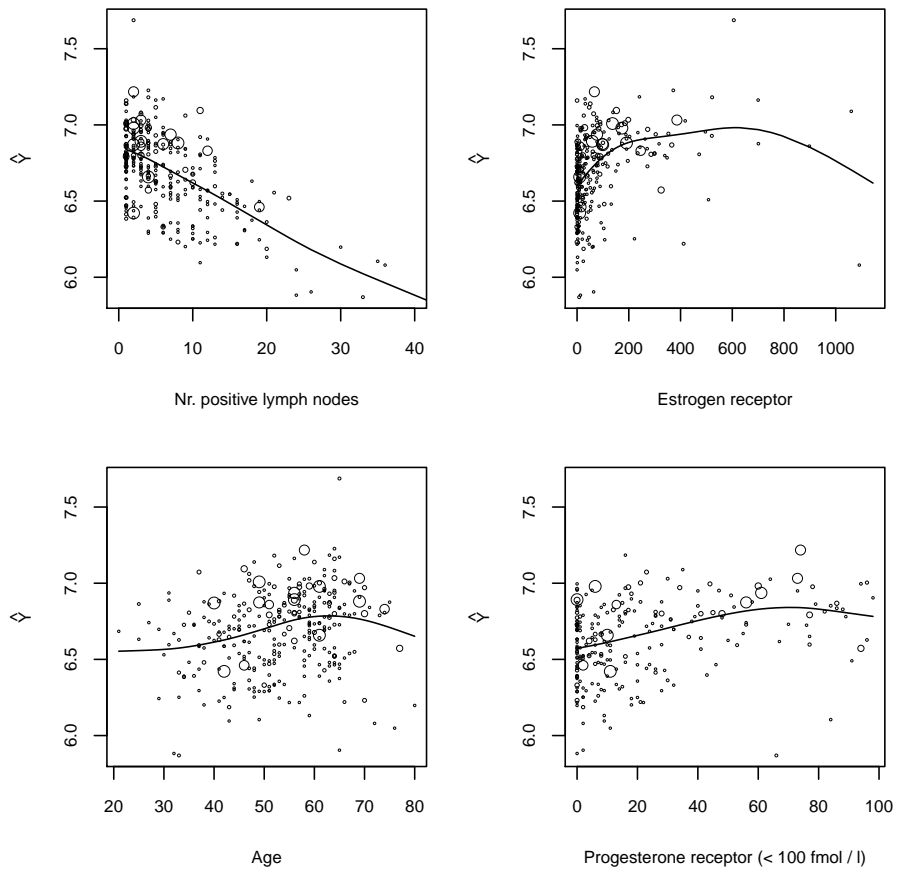 7.5
7.0
6.5
6.0
Ŷ
0 10 20 30 40
Nr. positive lymph nodes
7.5
7.0
6.5
6.0
Ŷ
0 200 400 600 800 1000
Estrogen receptor
7.5
7.0
6.5
6.0
Ŷ
20 30 40 50 60 70 80
Age
7.5
7.0
6.5
6.0
Ŷ
0 20 40 60 80 100
Progesterone receptor (< 100 fmol / l)